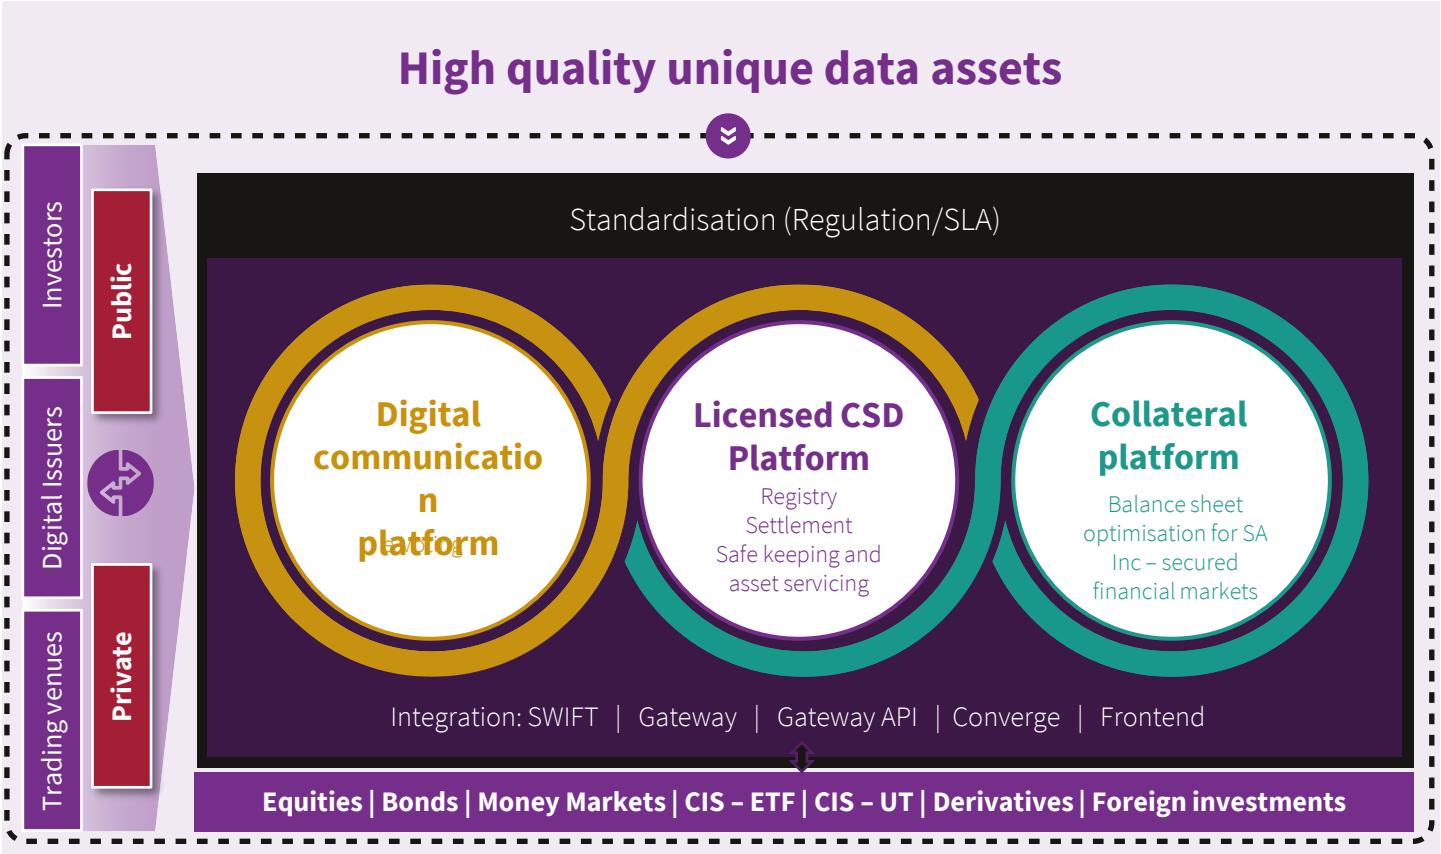 High quality unique data assets
Investors
Digital Issuers
Trading venues
Public
Private
Standardisation (Regulation/SLA)
Digital
communicatio
n
platform
e-Voting
Licensed CSD
Platform
Registry
Settlement
Safe keeping and
asset servicing
Collateral
platform
Balance sheet
optimisation for SA
Inc – secured
financial markets
Integration: SWIFT | Gateway | Gateway API | Converge | Frontend
Equities | Bonds | Money Markets | CIS – ETF | CIS – UT | Derivatives | Foreign investments